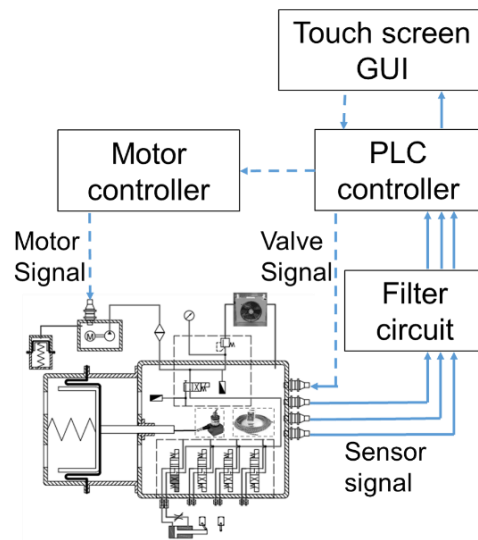 Touch screen
GUI
Motor
controller
PLC
controller
Motor
Signal
Valve
Signal
Filter
circuit
M
Sensor
signal